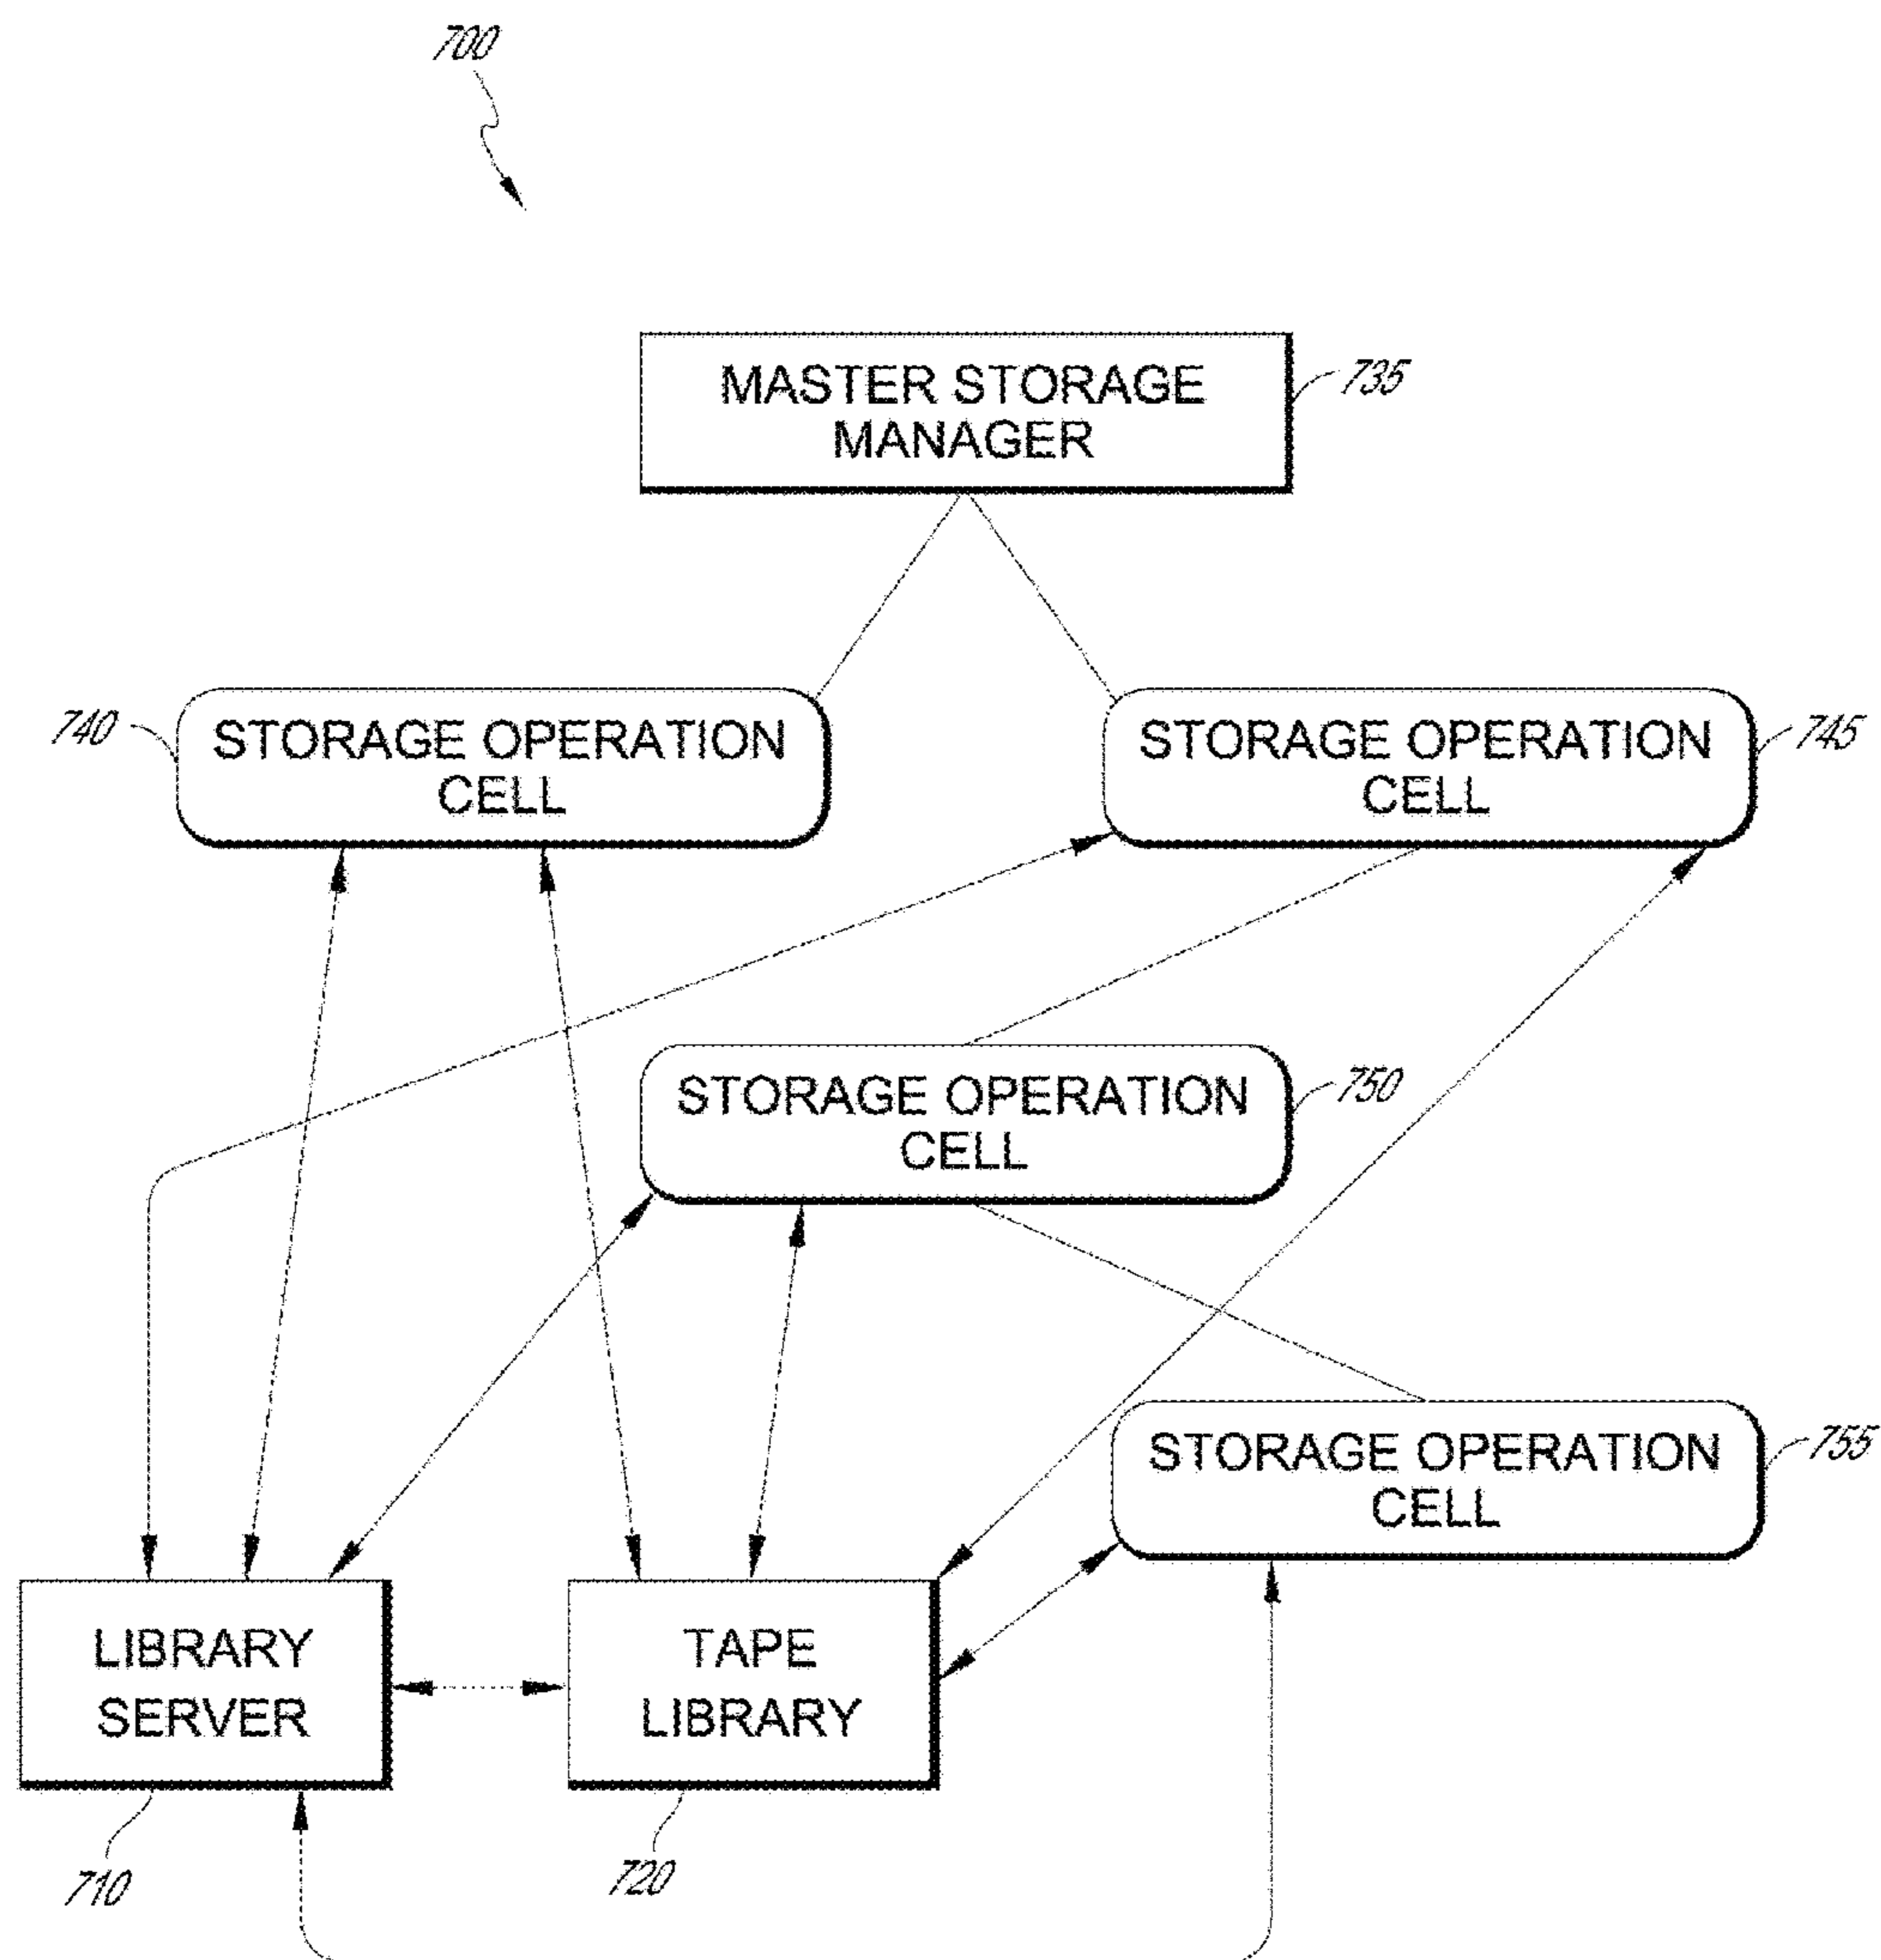 700
MASTER STORAGE
MANAGER
735
740
STORAGE OPERATION
CELL
STORAGE OPERATION
CELL
745
STORAGE OPERATION
CELL
750
STORAGE OPERATION
CELL
755
LIBRARY
SERVER
TAPE
LIBRARY
710
720